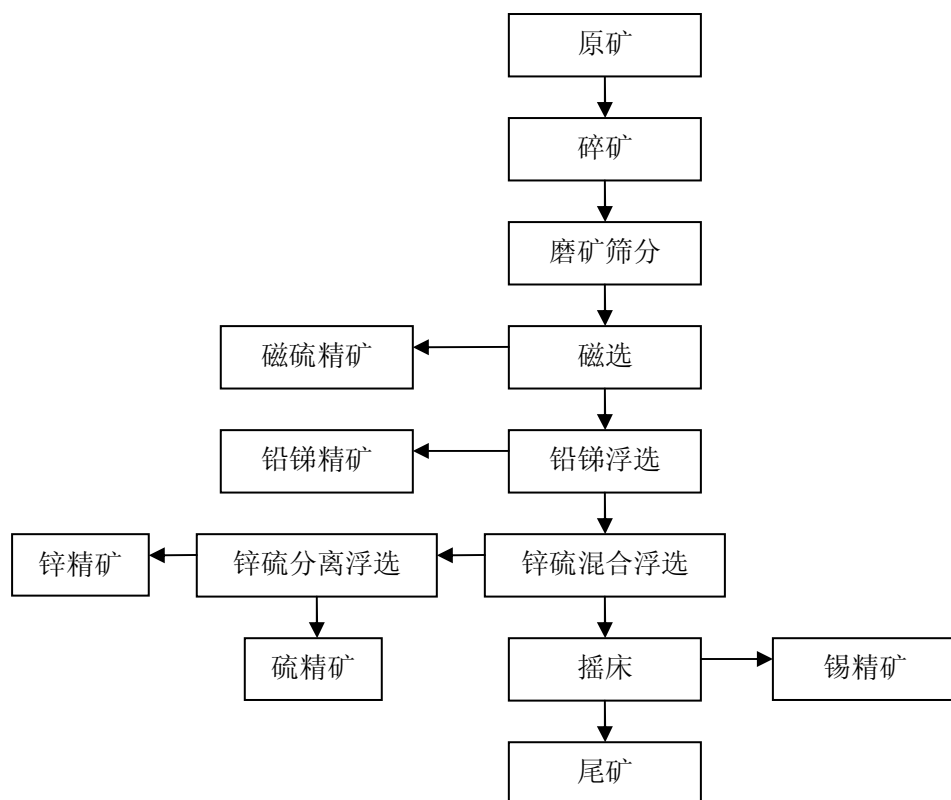 原矿
碎矿
磨矿筛分
磁硫精矿
磁选
铅锑精矿
铅锑浮选
锌精矿
锌硫分离浮选
锌硫混合浮选
硫精矿
摇床
锡精矿
尾矿